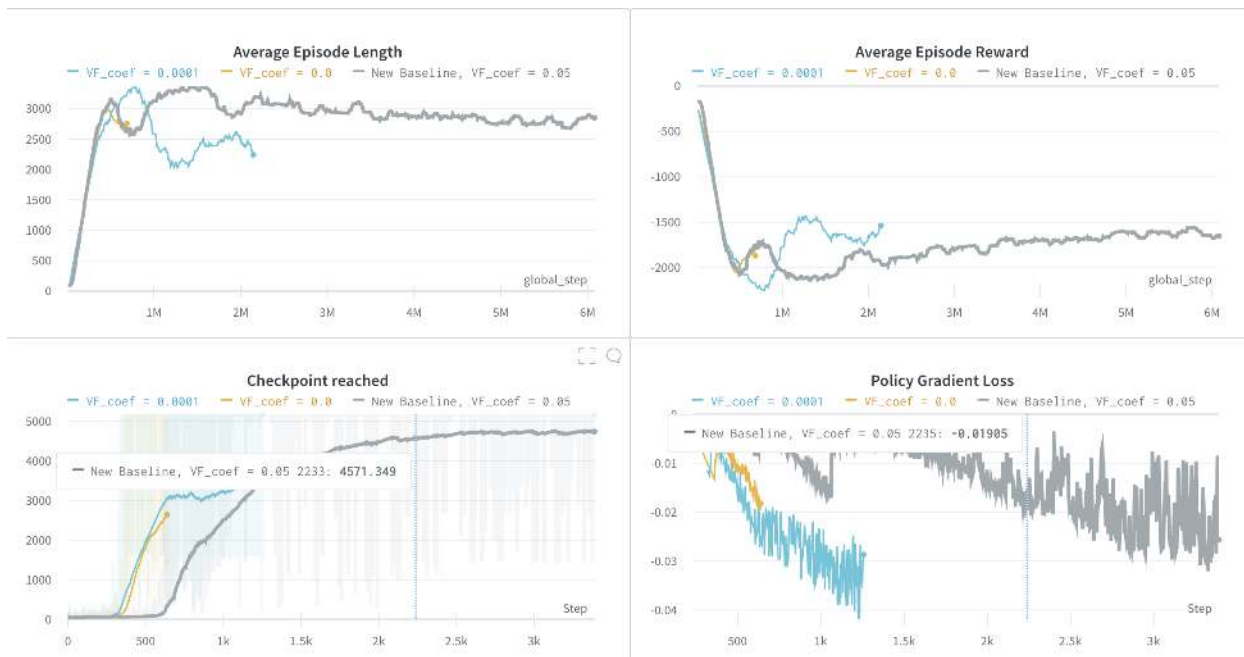 Average Episode Length
VF_coef = 0.0001 VF_coef = 0.0 New Baseline, VF_coef = 0.05
3000
2500
2000
1500
1000
500
0
global_step
1M 2M 3M 4M 5M 6M
Average Episode Reward
VF_coef = 0.0001 VF_coef = 0.0 New Baseline, VF_coef = 0.05
0
-500
-1000
-1500
-2000
global_step
1M 2M 3M 4M 5M 6M
Checkpoint reached
VF_coef = 0.0001 VF_coef = 0.0 New Baseline, VF_coef = 0.05
5000
4000
New Baseline, VF_coef = 0.05 2233: 4571.349
3000
2000
1000
0
Step
0 500 1k 1.5k 2k 2.5k 3k
Policy Gradient Loss
VF_coef = 0.0001 VF_coef = 0.0 New Baseline, VF_coef = 0.05
New Baseline, VF_coef = 0.05 2235: -0.01905
-0.01
-0.02
-0.03
-0.04
Step
500 1k 1.5k 2k 2.5k 3k